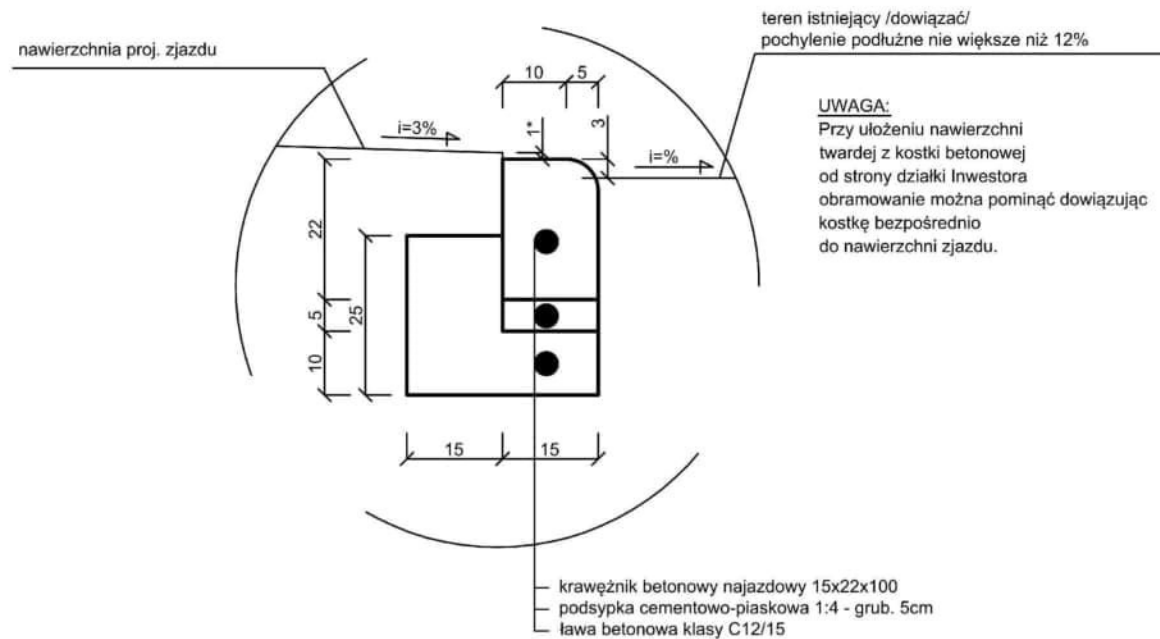 nawierzchnia proj. zjazdu
teren istniejący /dowiązać/
pochylenie podłużne nie większe niż 12%
10
5
UWAGA:
Przy ułożeniu nawierzchni
twardej z kostki betonowej
od strony działki Inwestora
obramowanie można pominąć dowiązując
kostkę bezpośrednio
do nawierzchni zjazdu.
i=3%
1*
3
i=%
22
5
25
10
15
15
krawężnik betonowy najazdowy 15x22x100
podsypka cementowo-piaskowa 1:4 - grub. 5cm
ława betonowa klasy C12/15